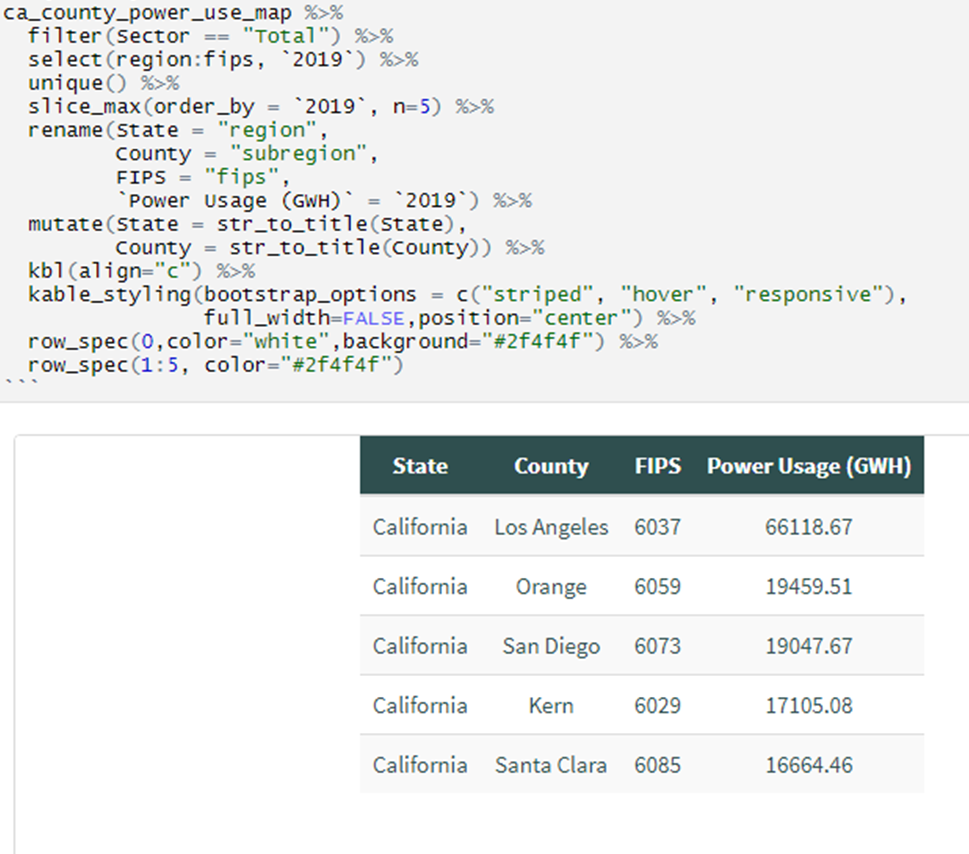 ca_county_power_use_map %>%
  filter(Sector == "Total") %>%
  select(region:fips, `2019`) %>%
  unique() %>%
  slice_max(order_by = `2019`, n=5) %>%
  rename(State = "region",
         County = "subregion",
         FIPS = "fips",
         `Power Usage (GWH)` = `2019`) %>%
  mutate(State = str_to_title(State),
         County = str_to_title(County)) %>%
  kbl(align="c") %>%
  kable_styling(bootstrap_options = c("striped", "hover", "responsive"),
                full_width=FALSE,position="center") %>%
  row_spec(0,color="white",background="#2f4f4f") %>%
  row_spec(1:5, color="#2f4f4f")
```
State County FIPS Power Usage (GWH)
California Los Angeles 6037 66118.67
California Orange 6059 19459.51
California San Diego 6073 19047.67
California Kern 6029 17105.08
California Santa Clara 6085 16664.46